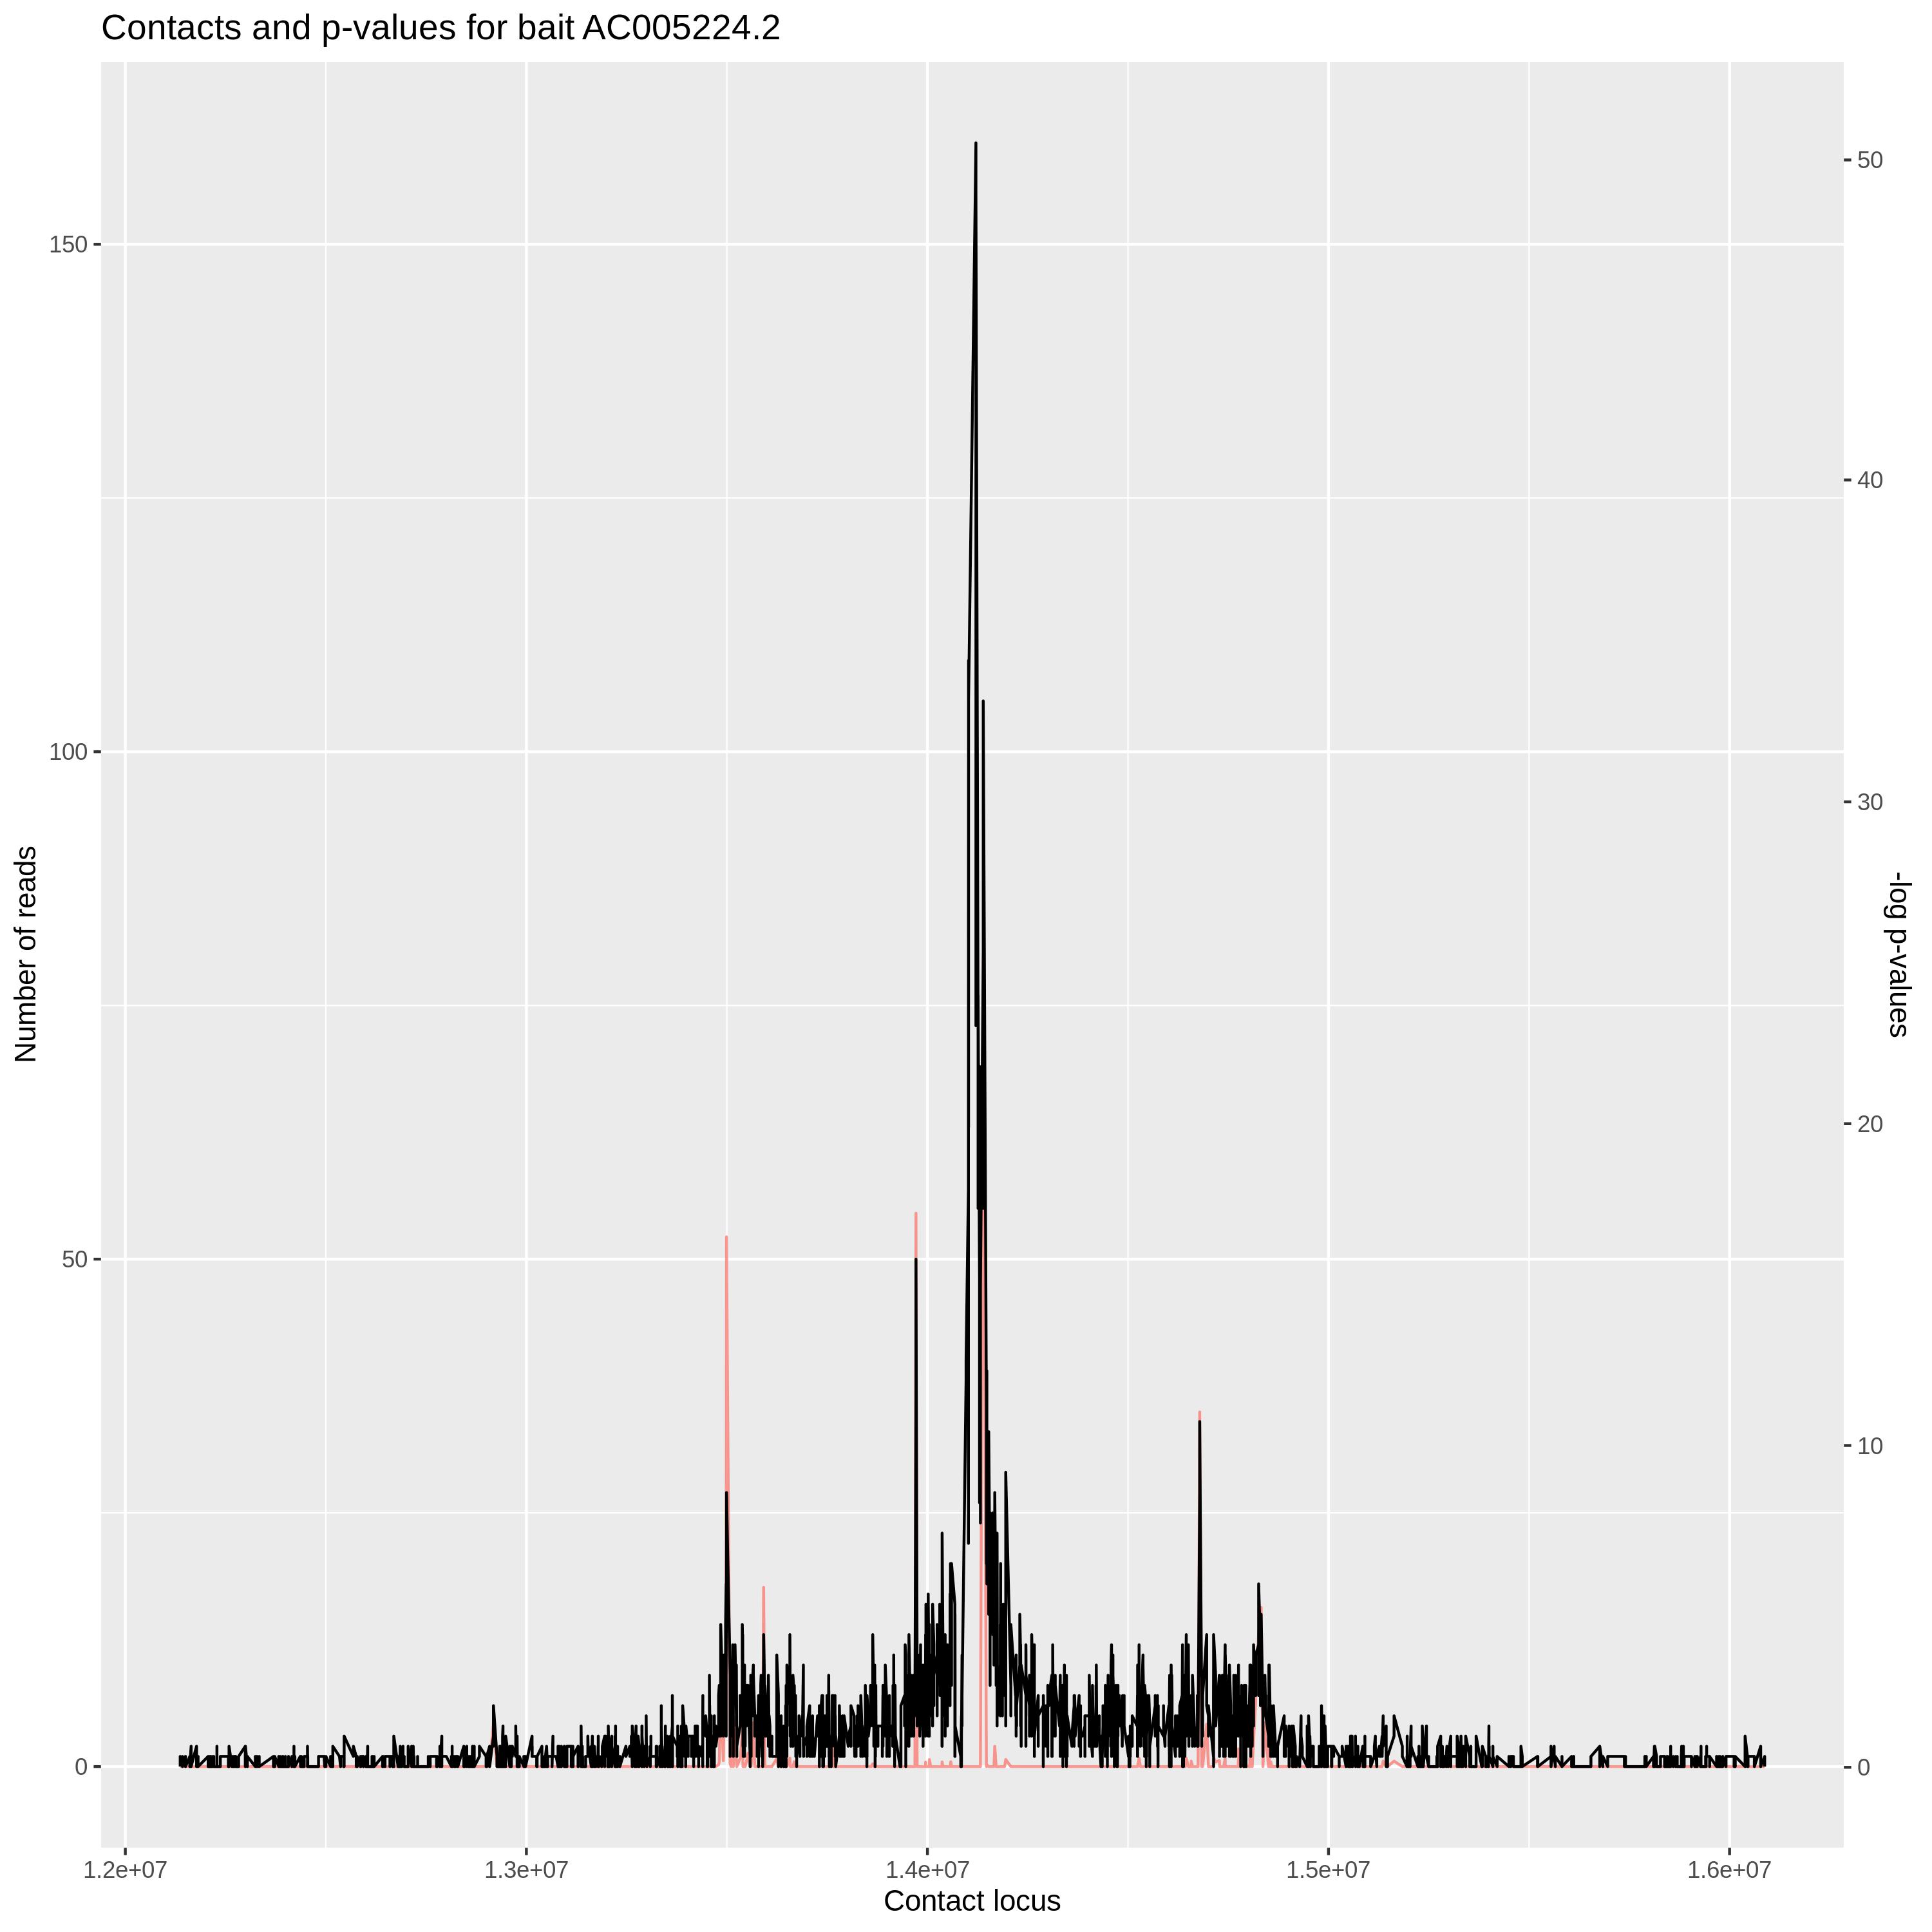 Contacts and p-values for bait AC005224.2
Number of reads
150
100
50
0
50
40
30
20
10
0
-log p-values
1.2e+07 1.3e+07 1.4e+07 1.5e+07 1.6e+07
Contact locus